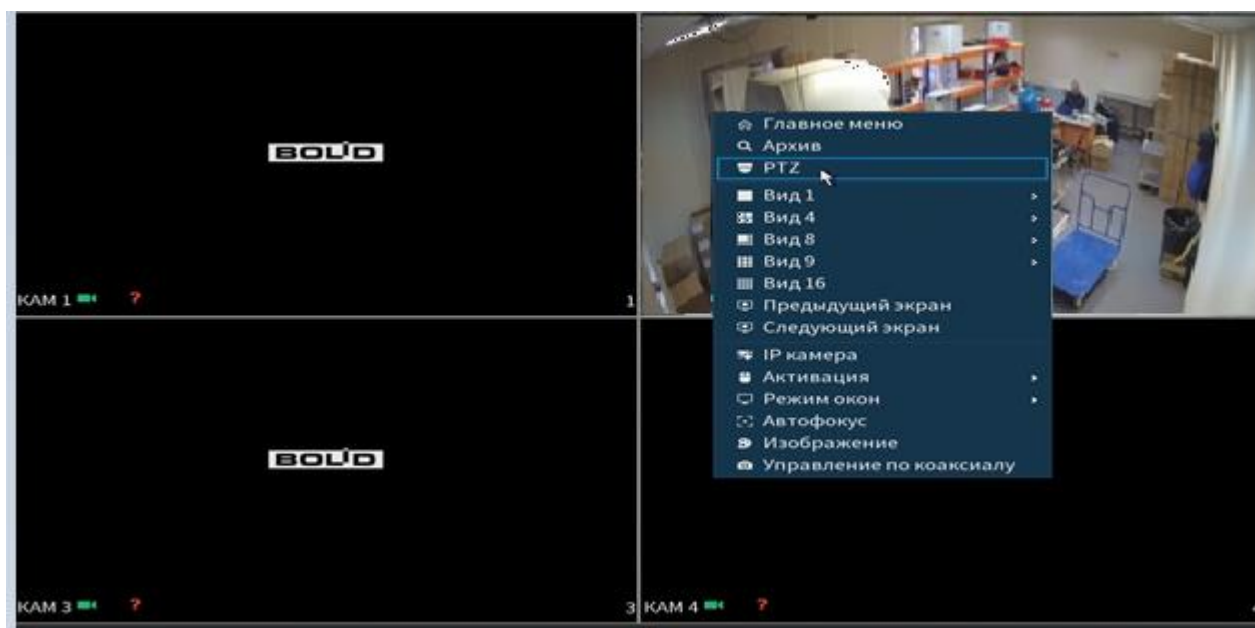 BOLID
КАМ 1 ? 1
Главное меню
Архив
PTZ
Вид 1
Вид 4
Вид 8
Вид 9
Вид 16
Предыдущий экран
Следующий экран
IP камера
Активация
Режим окон
Автофокус
Изображение
Управление по коаксиалу
BOLID
КАМ 3 ? 3
КАМ 4 ?